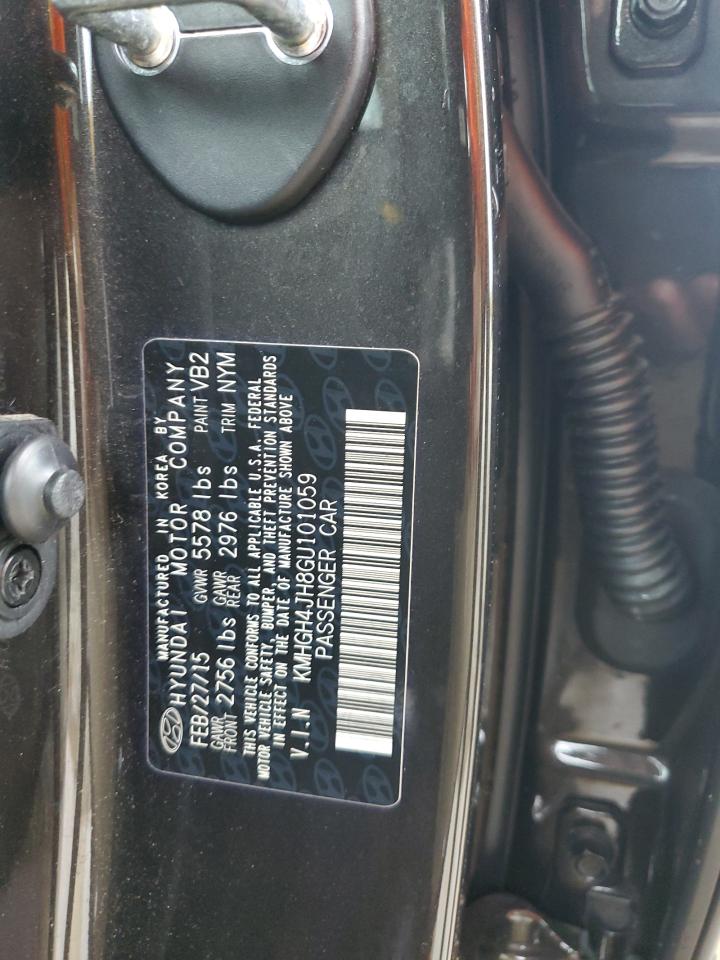 MANUFACTURED IN KOREA BY
HYUNDAI MOTOR COMPANY
FEB/27/15 GVWR 5578 lbs PAINT VB2
GAWR FRONT 2756 lbs GAWR REAR 2976 lbs TRIM NYM
THIS VEHICLE CONFORMS TO ALL APPLICABLE U.S.A. FEDERAL
MOTOR VEHICLE SAFETY, BUMPER, AND THEFT PREVENTION STANDARDS
IN EFFECT ON THE DATE OF MANUFACTURE SHOWN ABOVE
V.I.N KMHGH4JH8GU101059
PASSENGER CAR